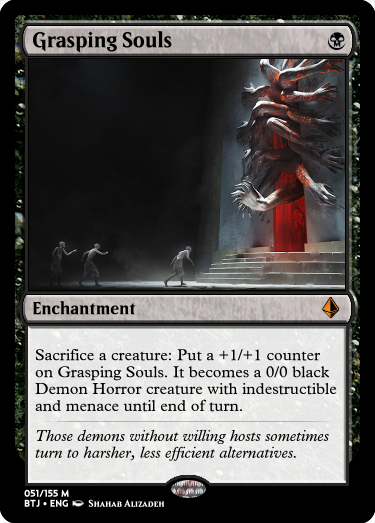 Grasping Souls
Enchantment
Sacrifice a creature: Put a +1/+1 counter
on Grasping Souls. It becomes a 0/0 black
Demon Horror creature with indestructible
and menace until end of turn.
Those demons without willing hosts sometimes
turn to harsher, less efficient alternatives.
051/155 M
BTJ • ENG Shahab Alizadeh